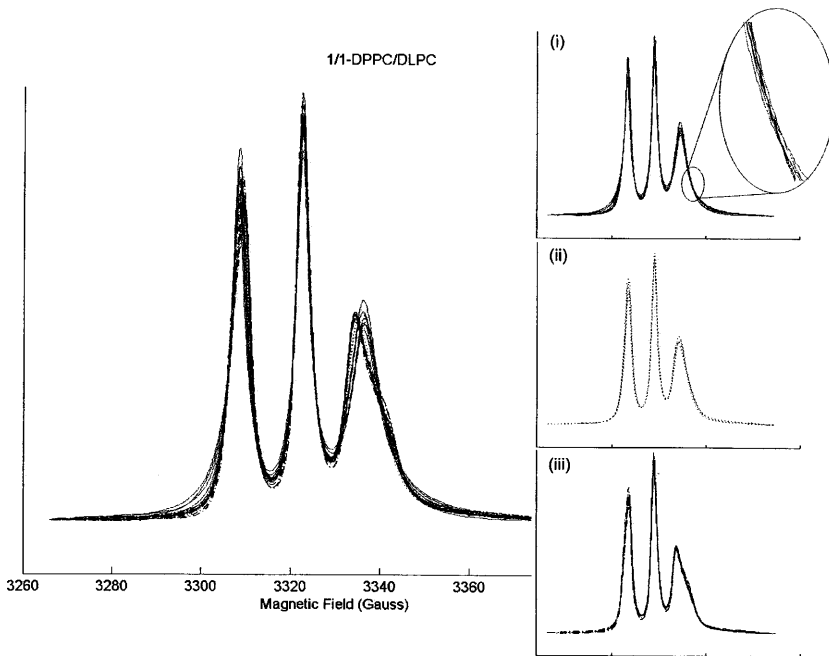 1/1-DPPC/DLPC
3260 3280 3300 3320 3340 3360
Magnetic Field (Gauss)
(i)
(ii)
(iii)